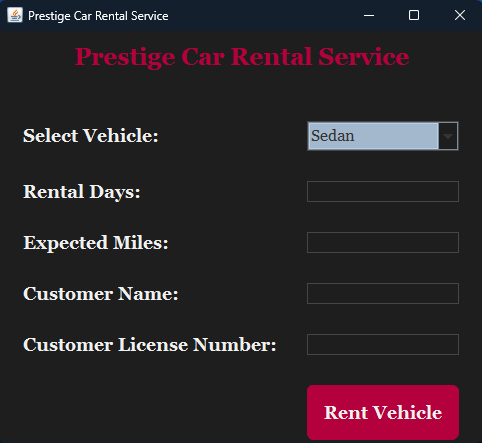 Prestige Car Rental Service
Prestige Car Rental Service
Select Vehicle:
Sedan
Rental Days:
Expected Miles:
Customer Name:
Customer License Number:
Rent Vehicle